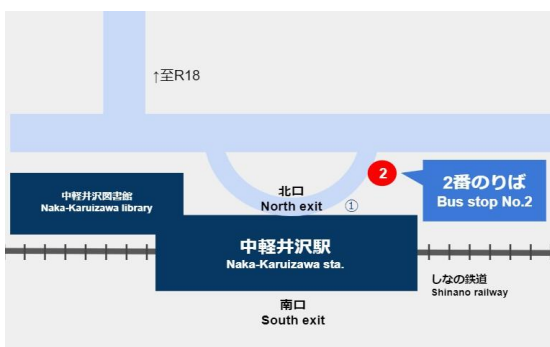 ↑至R18
2
2番のりば
Bus stop No.2
中軽井沢図書館
Naka-Karuizawa library
北口
North exit
①
中軽井沢駅
Naka-Karuizawa sta.
しなの鉄道
Shinano railway
南口
South exit